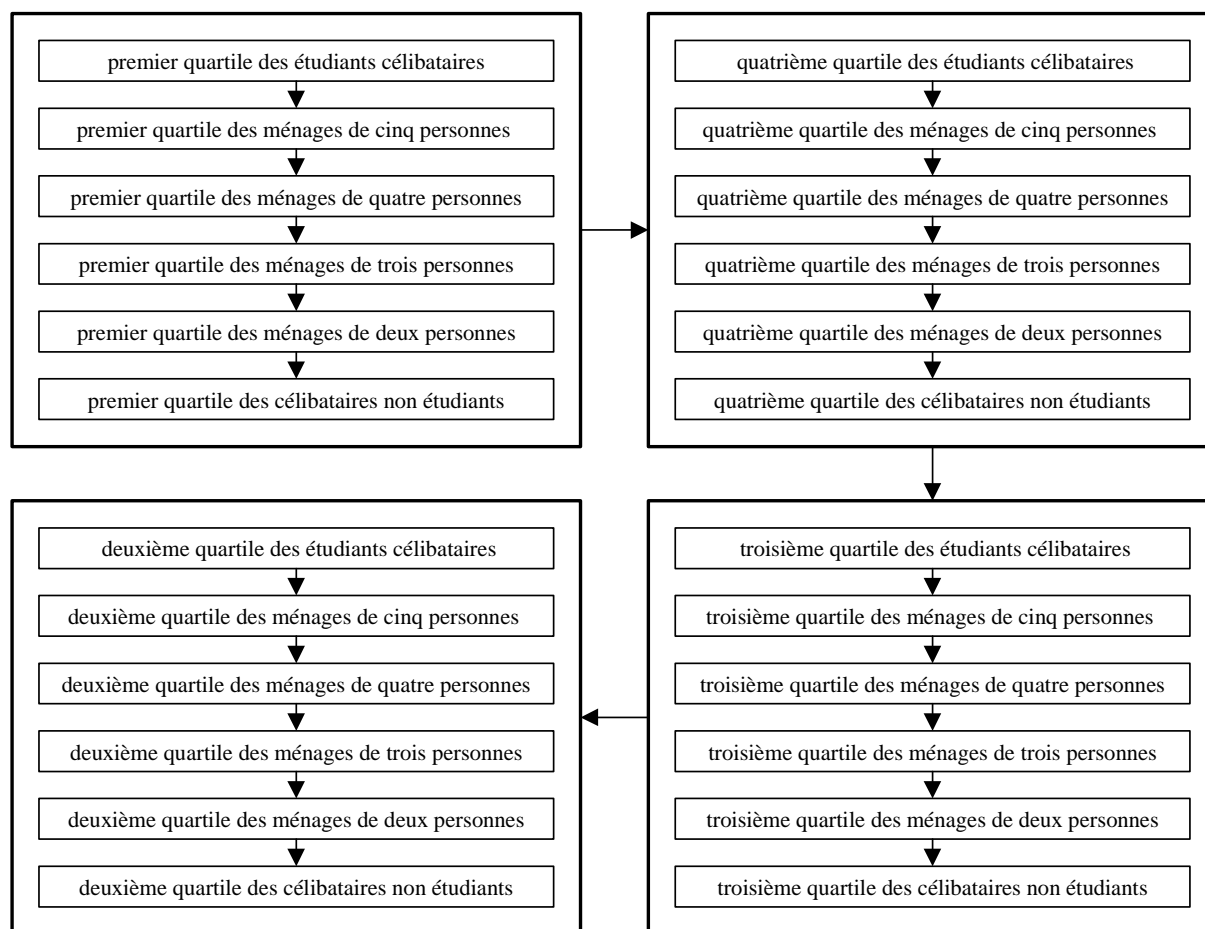 premier quartile des étudiants célibataires
premier quartile des ménages de cinq personnes
premier quartile des ménages de quatre personnes
premier quartile des ménages de trois personnes
premier quartile des ménages de deux personnes
premier quartile des célibataires non étudiants
quatrième quartile des étudiants célibataires
quatrième quartile des ménages de cinq personnes
quatrième quartile des ménages de quatre personnes
quatrième quartile des ménages de trois personnes
quatrième quartile des ménages de deux personnes
quatrième quartile des célibataires non étudiants
troisième quartile des étudiants célibataires
troisième quartile des ménages de cinq personnes
troisième quartile des ménages de quatre personnes
troisième quartile des ménages de trois personnes
troisième quartile des ménages de deux personnes
troisième quartile des célibataires non étudiants
deuxième quartile des étudiants célibataires
deuxième quartile des ménages de cinq personnes
deuxième quartile des ménages de quatre personnes
deuxième quartile des ménages de trois personnes
deuxième quartile des ménages de deux personnes
deuxième quartile des célibataires non étudiants